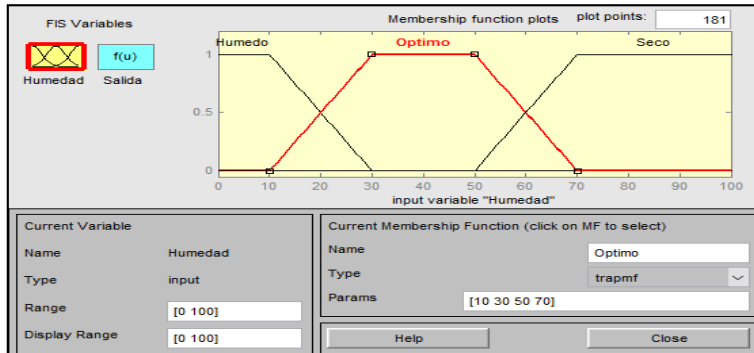 FIS Variables
Membership function plots
plot points:
181
f(u)
Humedad
Salida
Humedo
Optimo
Seco
1
0.5
0
0 10 20 30 40 50 60 70 80 90 100
input variable "Humedad"
Current Variable
Name Humedad
Type input
Range [0 100]
Display Range [0 100]
Current Membership Function (click on MF to select)
Name Optimo
Type trapmf
Params [10 30 50 70]
Help
Close